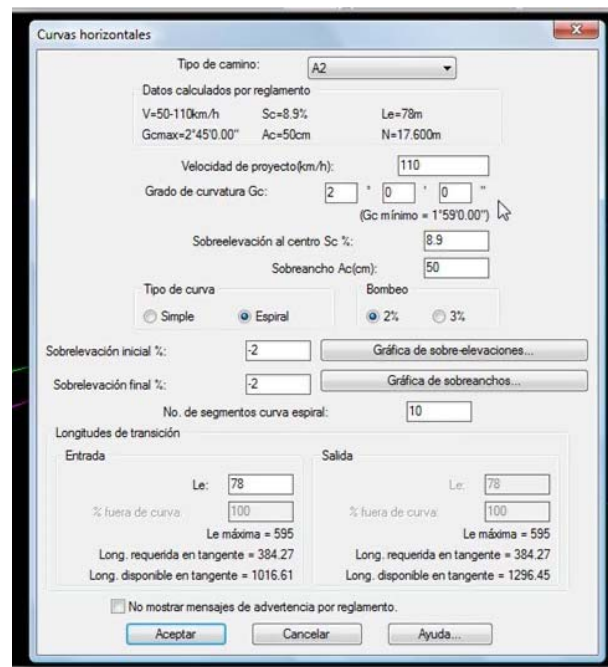 Curvas horizontales
Tipo de camino: A2
Datos calculados por reglamento
V=50-110km/h Sc=8.9% Le=78m
Gcmax=2°45'0.00" Ac=50cm N=17.600m
Velocidad de proyecto(km/h): 110
Grado de curvatura Gc: 2 ° 0 ' 0 "
(Gc mínimo = 1°59'0.00")
Sobreelevación al centro Sc %: 8.9
Sobreancho Ac(cm): 50
Tipo de curva Bombeo
Simple Espiral 2% 3%
Sobrelevación inicial %: -2 Gráfica de sobre-elevaciones...
Sobrelevación final %: -2 Gráfica de sobreanchos...
No. de segmentos curva espiral: 10
Longitudes de transición
Entrada Salida
Le: 78 Le: 78
% fuera de curva: 100 % fuera de curva: 100
Le máxima = 595 Le máxima = 595
Long. requerida en tangente = 384.27 Long. requerida en tangente = 384.27
Long. disponible en tangente = 1016.61 Long. disponible en tangente = 1296.45
No mostrar mensajes de advertencia por reglamento.
Aceptar Cancelar Ayuda...